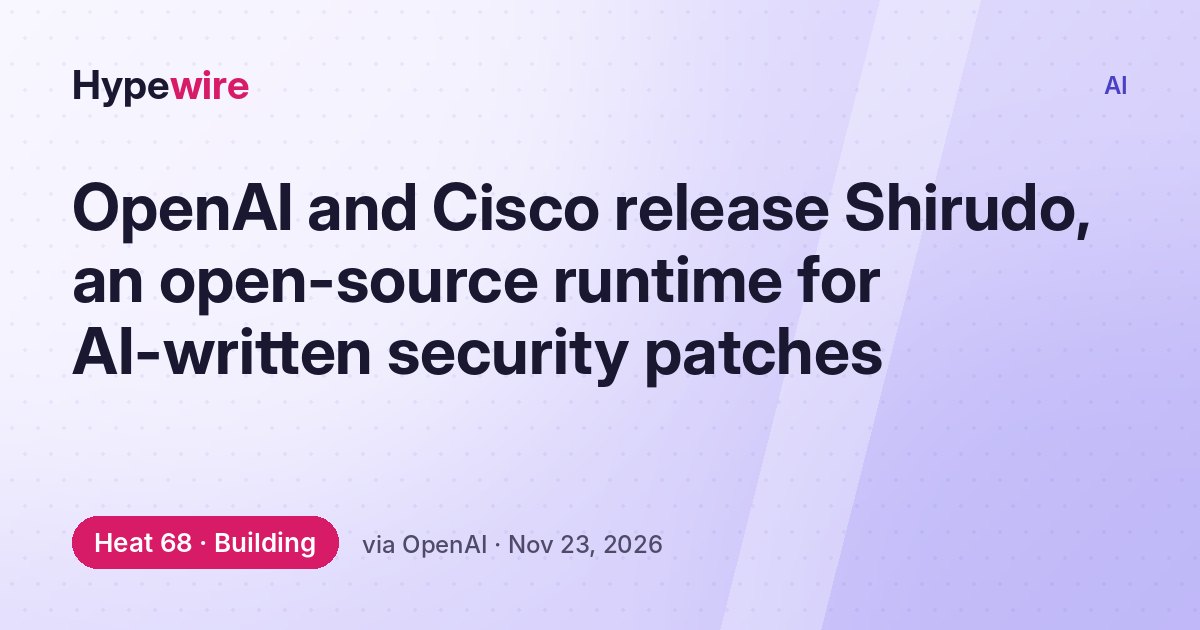 Hypewire
AI
OpenAI and Cisco release Shirudo,
an open-source runtime for
AI-written security patches
Heat 68 · Building
via OpenAI · Nov 23, 2026